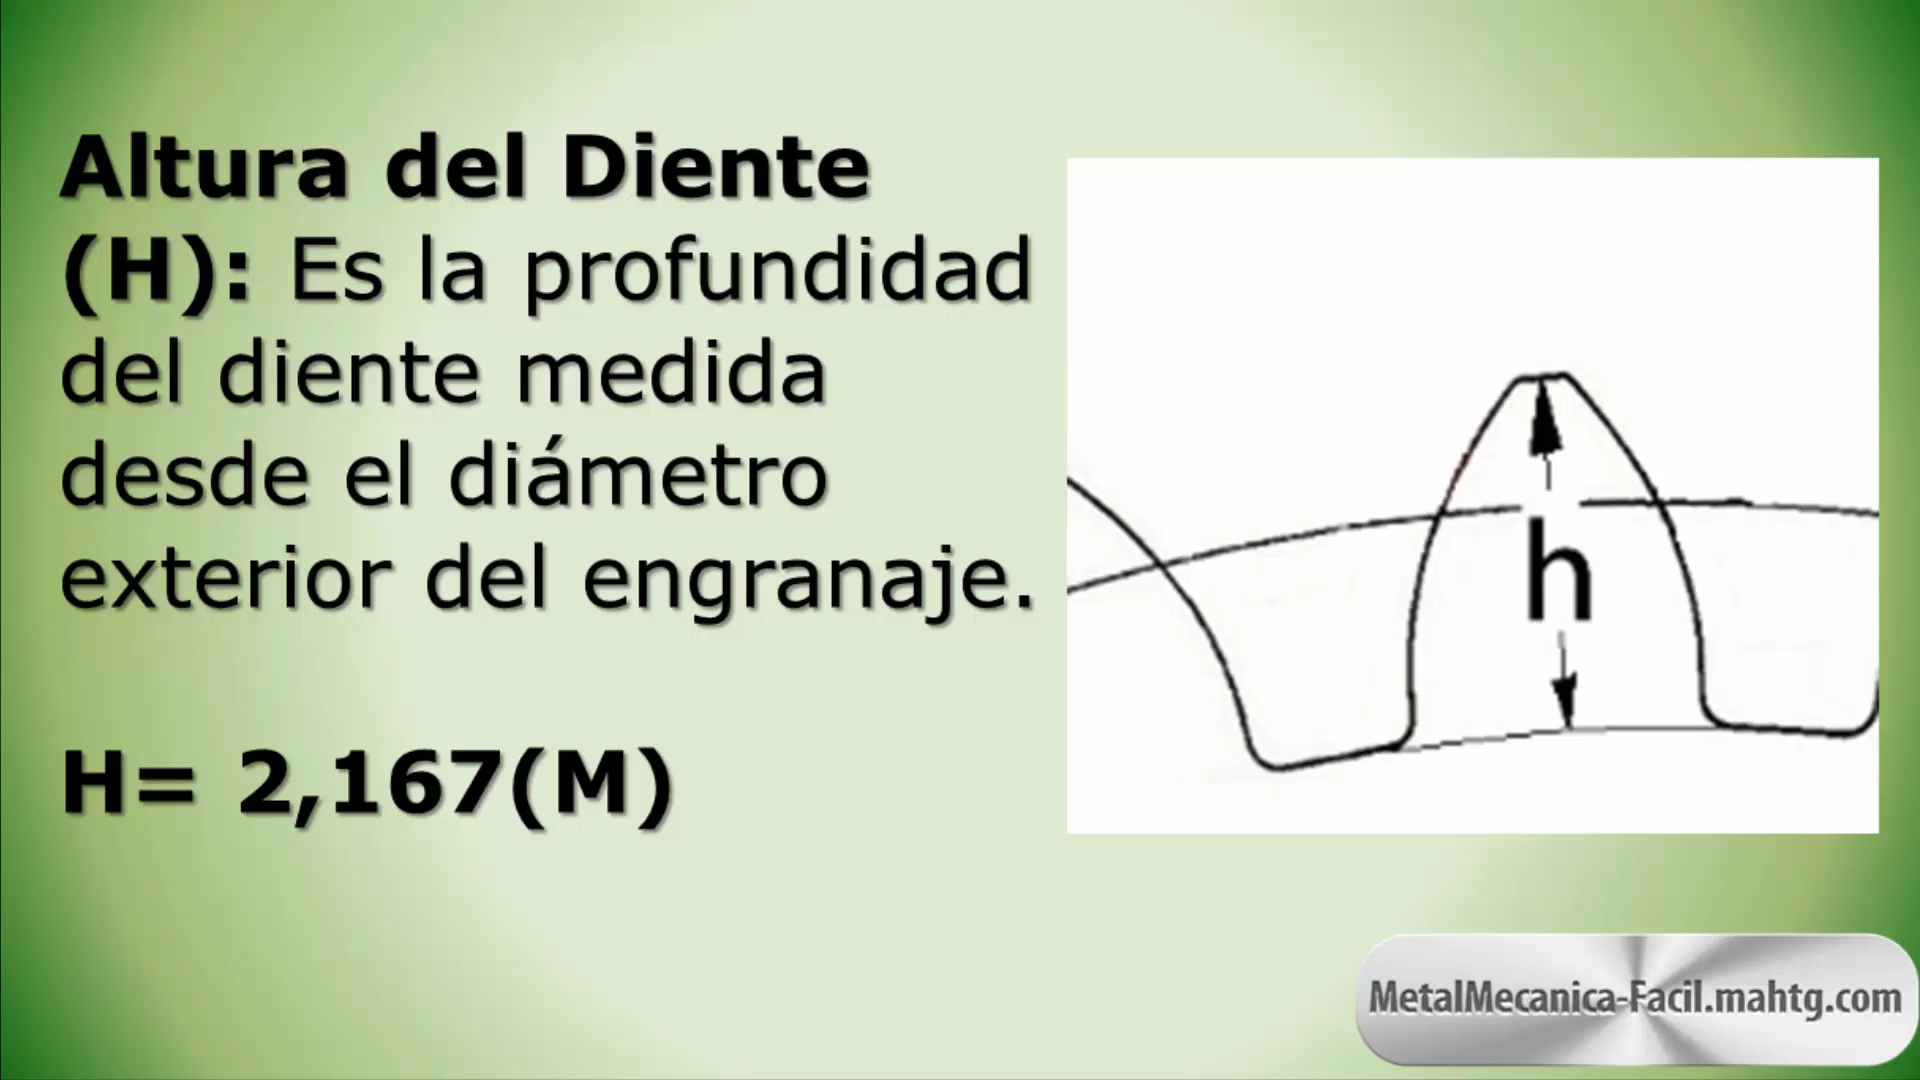 Altura del Diente
(H): Es la profundidad
del diente medida
desde el diámetro
exterior del engranaje.
H= 2,167(M)
h
MetalMecanica-Facil.mahtg.com